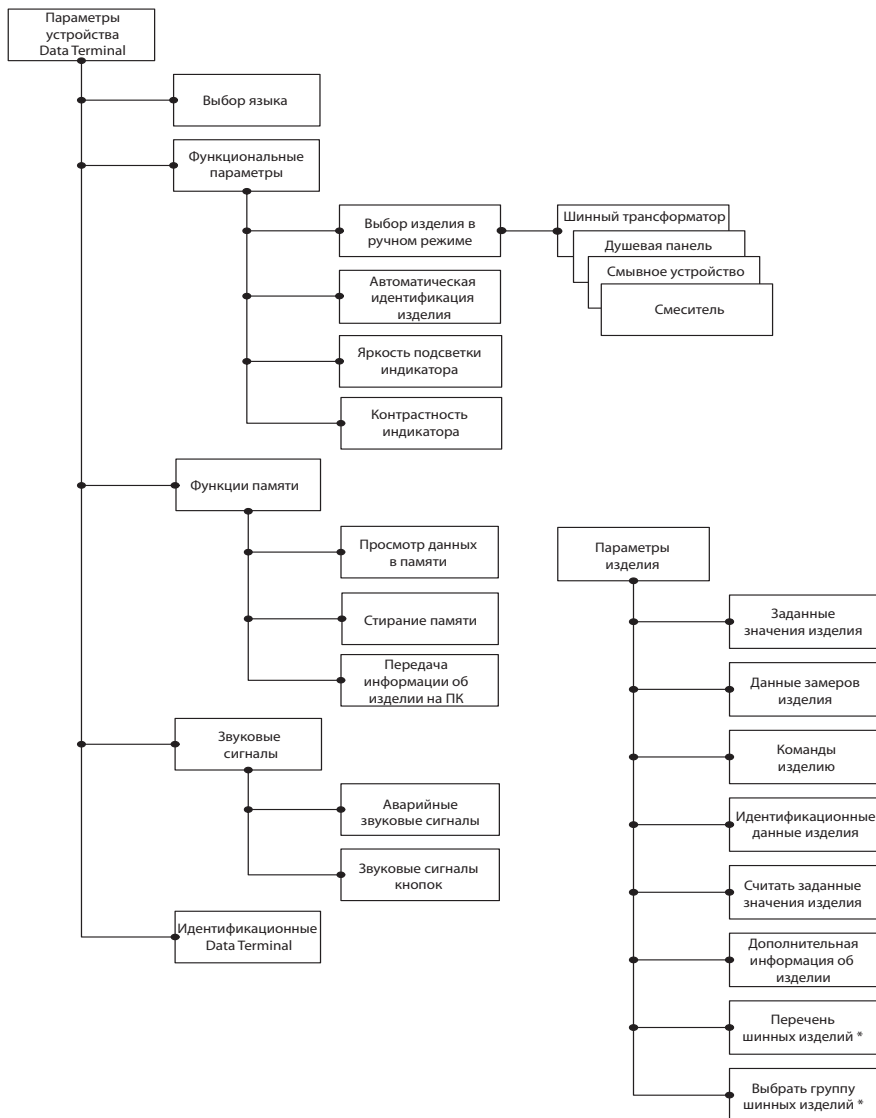 Параметры
устройства
Data Terminal
Выбор языка
Функциональные
параметры
Выбор изделия в
ручном режиме
Шинный трансформатор
Душевая панель
Смывное устройство
Смеситель
Автоматическая
идентификация
изделия
Яркость подсветки
индикатора
Контрастность
индикатора
Функции памяти
Просмотр данных
в памяти
Стирание памяти
Передача
информации об
изделии на ПК
Звуковые
сигналы
Аварийные
звуковые сигналы
Звуковые сигналы
кнопок
Идентификационные
Data Terminal
Параметры
изделия
Заданные
значения изделия
Данные замеров
изделия
Команды
изделию
Идентификационные
данные изделия
Считать заданные
значения изделия
Дополнительная
информация об
изделии
Перечень
шинных изделий *
Выбрать группу
шинных изделий *